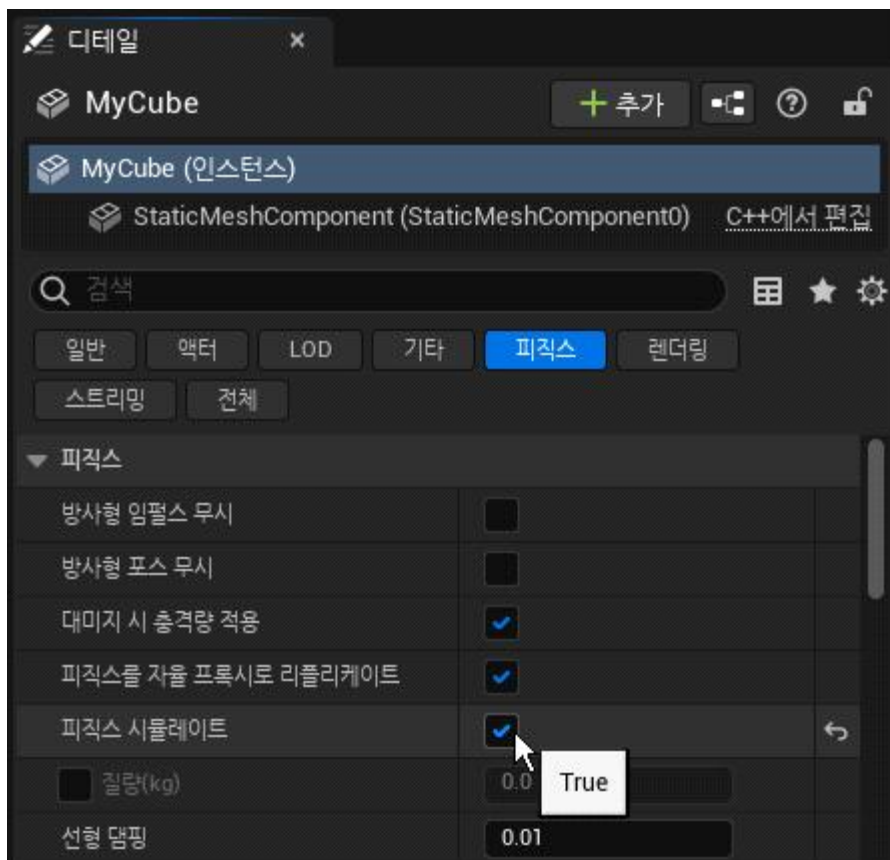 디테일
MyCube
추가
MyCube (인스턴스)
StaticMeshComponent (StaticMeshComponent0) C++에서 편집
검색
일반 액터 LOD 기타 피직스 렌더링
스트리밍 전체
피직스
방사형 임펄스 무시
방사형 포스 무시
대미지 시 충격량 적용
피직스를 자율 프록시로 리플리케이트
피직스 시뮬레이트
True
질량(kg) 0.0
선형 댐핑 0.01